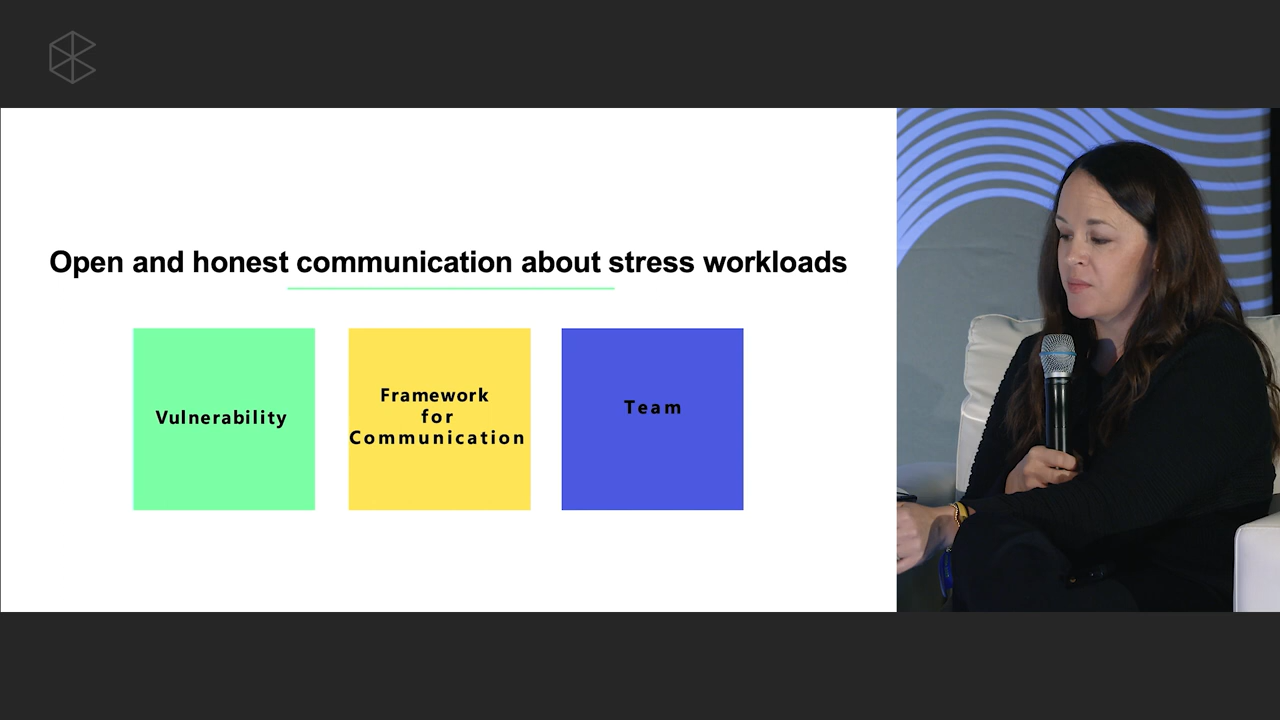 Open and honest communication about stress workloads
Vulnerability
Framework
for
Communication
Team